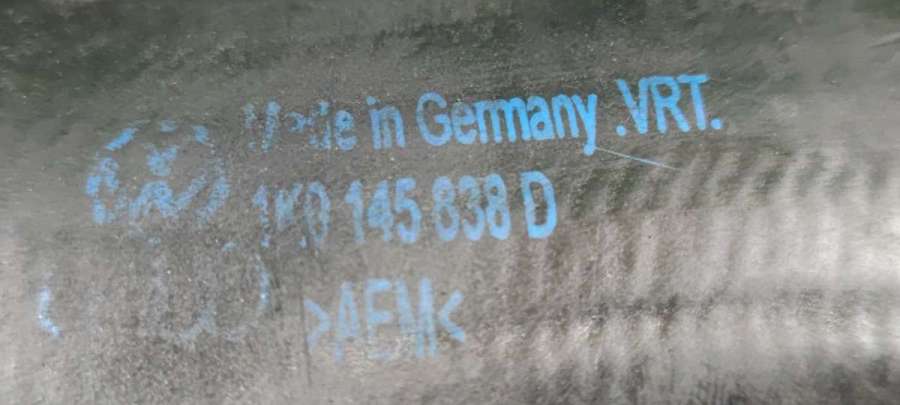 Made in Germany .VRT.
1K0 145 838 D
>AEM<